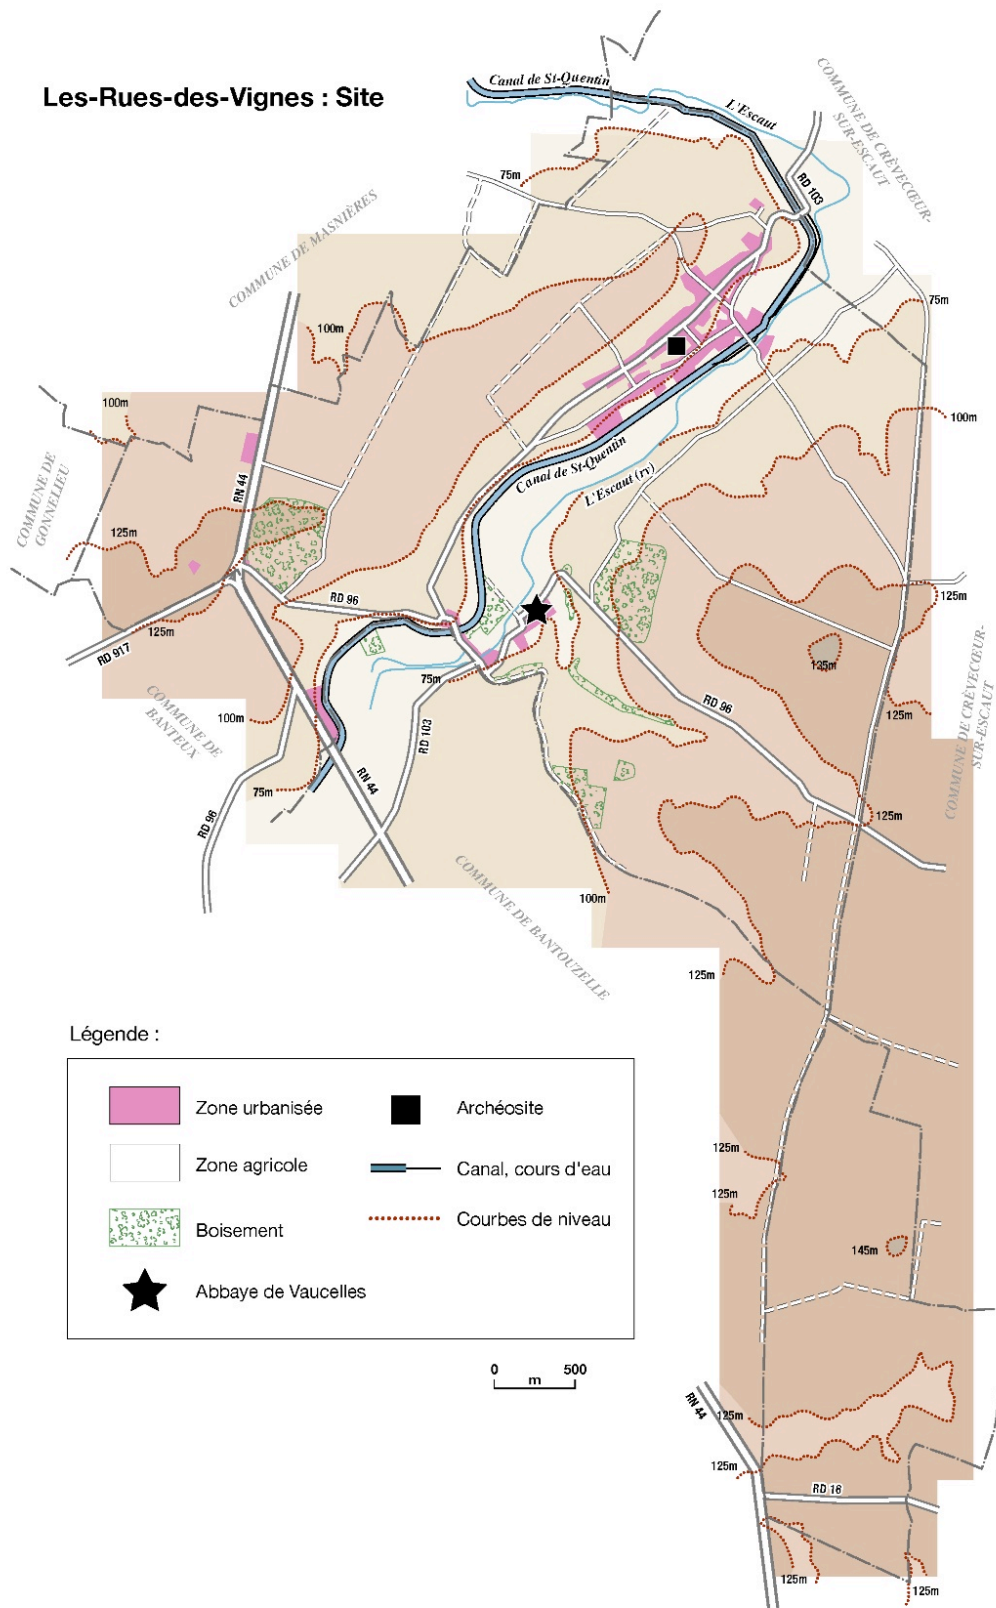 Les-Rues-des-Vignes : Site
Canal de St-Quentin
L'Escaut
COMMUNE DE CRÈVECŒUR-
SUR-ESCAUT
RD 103
75m
COMMUNE DE MASNIÈRES
75m
100m
100m
100m
COMMUNE DE
GONNELIEU
RN 44
Canal de St-Quentin
L'Escaut (rv)
125m
RD 96
125m
125m
RD 917
125m
COMMUNE DE CRÈVECŒUR-
SUR-ESCAUT
75m
RD 96
125m
100m
COMMUNE DE
BANTEUX
RD 103
RN 44
75m
RD 96
125m
COMMUNE DE BANTOUZELLE
100m
125m
Légende :
Zone urbanisée
Archéosite
Zone agricole
Canal, cours d'eau
Boisement
Courbes de niveau
Abbaye de Vaucelles
125m
125m
145m
0 500
m
RN 44
125m
125m
RD 16
125m
125m